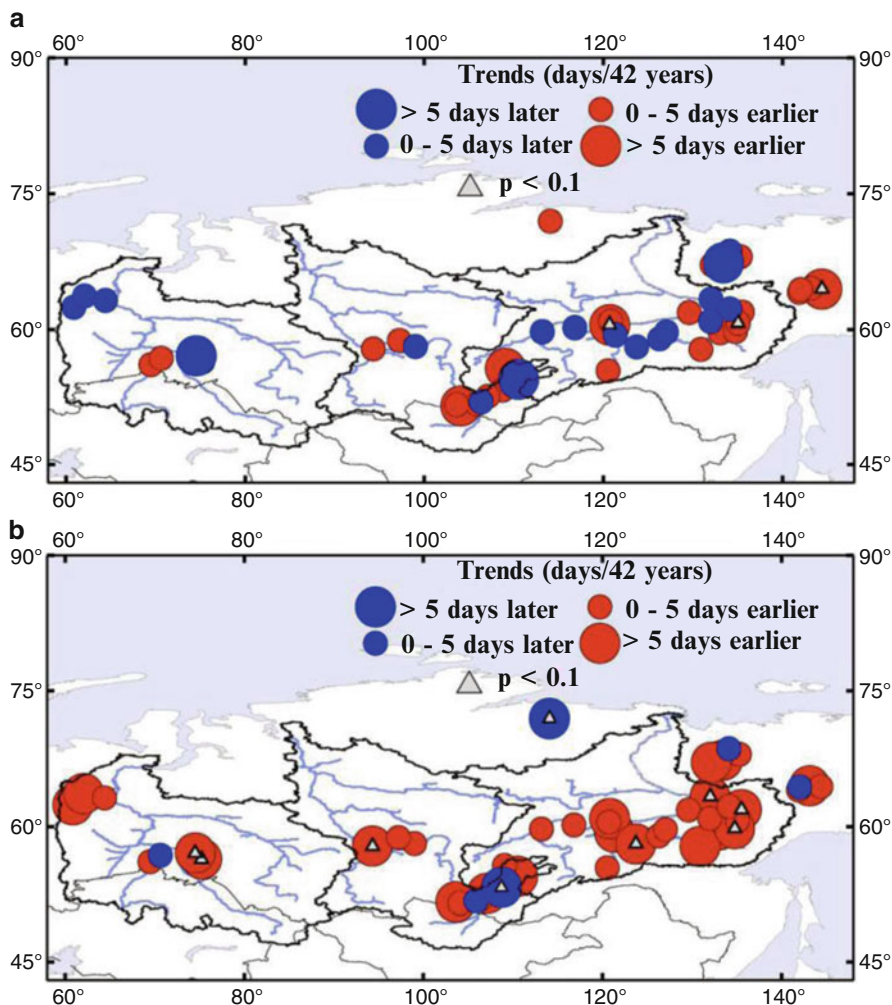 a
60° 80° 100° 120° 140°
90° 90°
Trends (days/42 years)
> 5 days later 0 - 5 days earlier
0 - 5 days later > 5 days earlier
p < 0.1
75° 75°
60° 60°
45° 45°
60° 80° 100° 120° 140°
b
60° 80° 100° 120° 140°
90° 90°
Trends (days/42 years)
> 5 days later 0 - 5 days earlier
0 - 5 days later > 5 days earlier
p < 0.1
75° 75°
60° 60°
45° 45°
60° 80° 100° 120° 140°